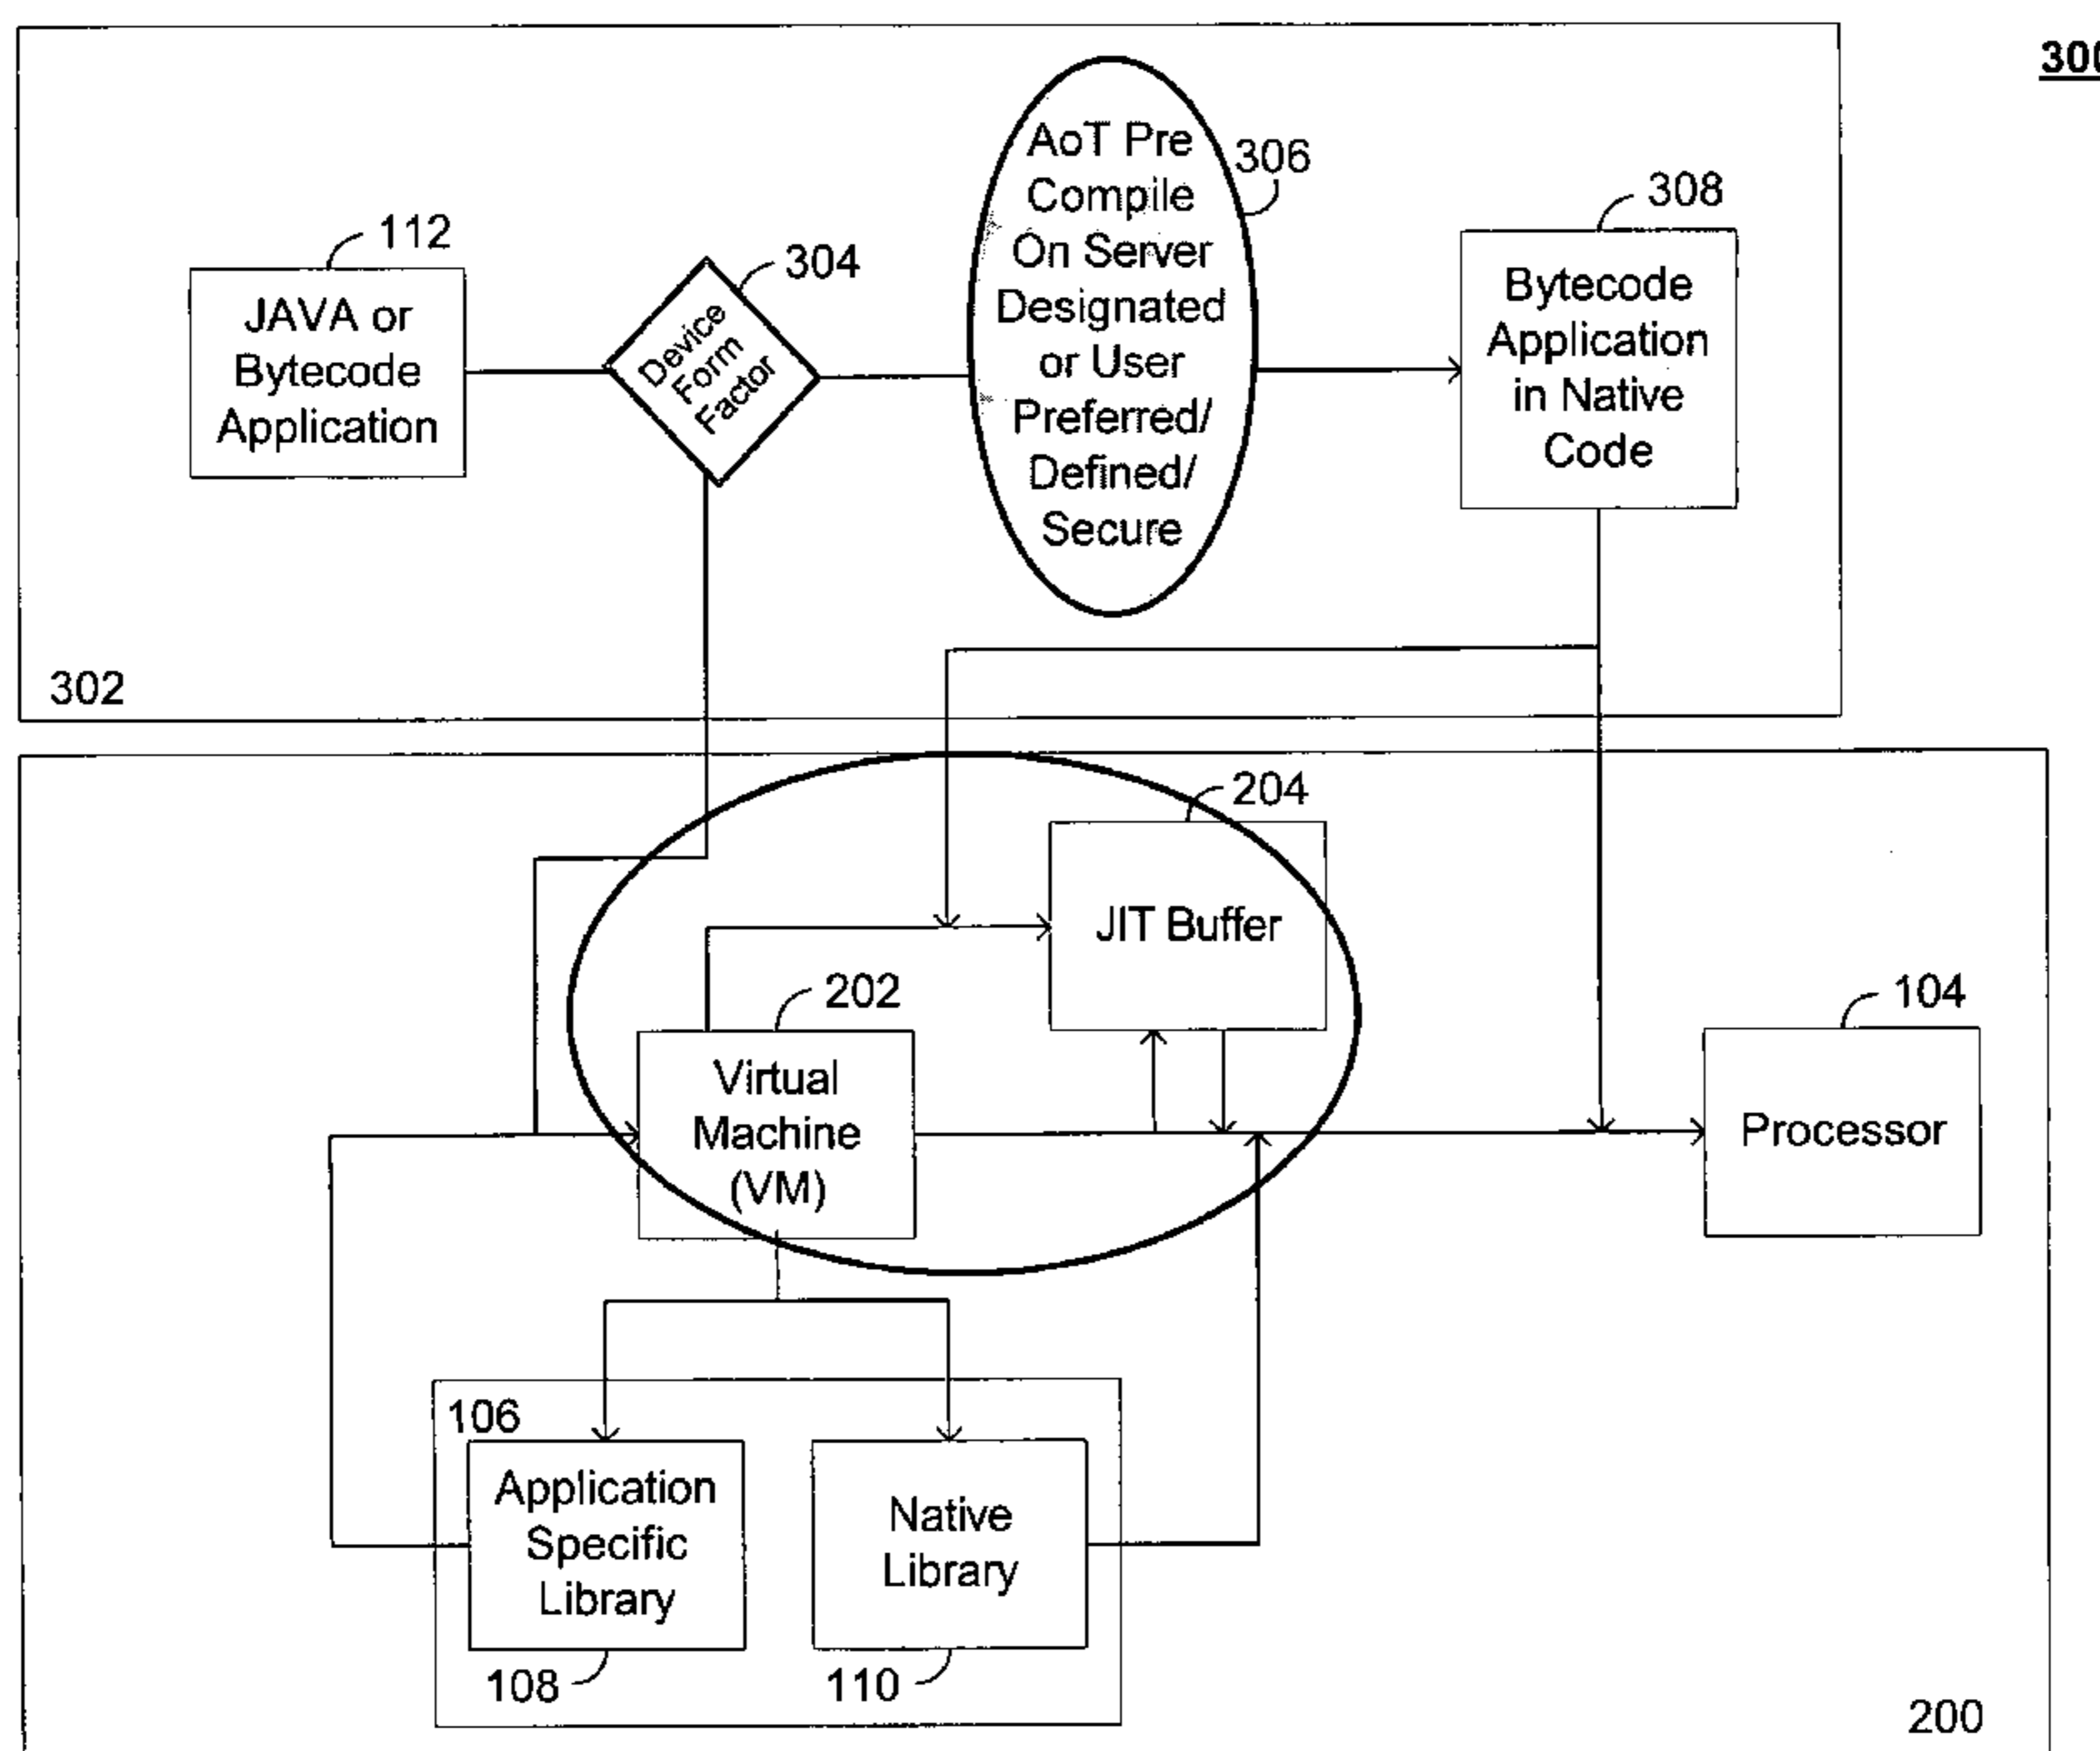 300
112
JAVA or
Bytecode
Application
304
Device
Form
Factor
AoT Pre
Compile
On Server
Designated
or User
Preferred/
Defined/
Secure
306
308
Bytecode
Application
in Native
Code
302
204
JIT Buffer
202
Virtual
Machine
(VM)
104
Processor
106
Application
Specific
Library
108
Native
Library
110
200